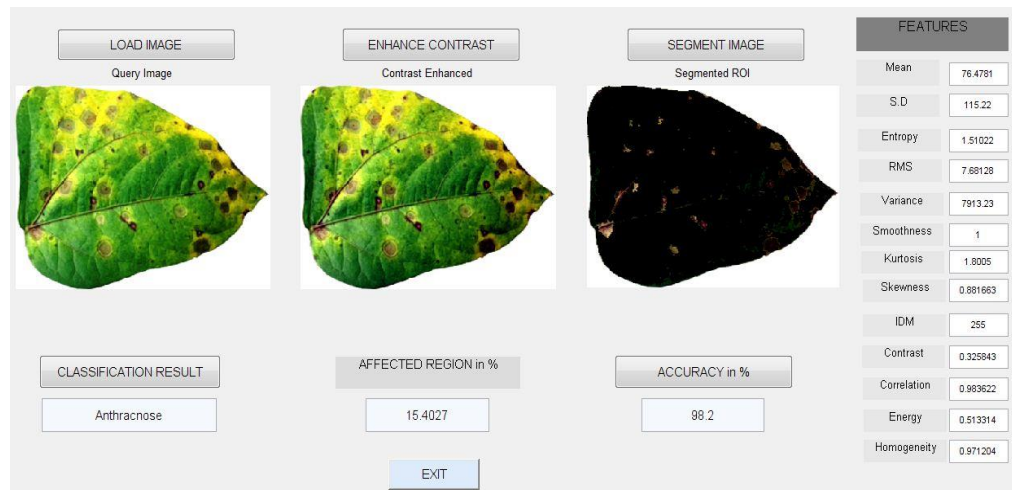 LOAD IMAGE
ENHANCE CONTRAST
SEGMENT IMAGE
Query Image
Contrast Enhanced
Segmented ROI
CLASSIFICATION RESULT
AFFECTED REGION in %
ACCURACY in %
Anthracnose
15.4027
98.2
EXIT
FEATURES
Mean 76.4781
S.D 115.22
Entropy 1.51022
RMS 7.68128
Variance 7913.23
Smoothness 1
Kurtosis 1.8005
Skewness 0.881663
IDM 255
Contrast 0.325843
Correlation 0.983622
Energy 0.513314
Homogeneity 0.971204